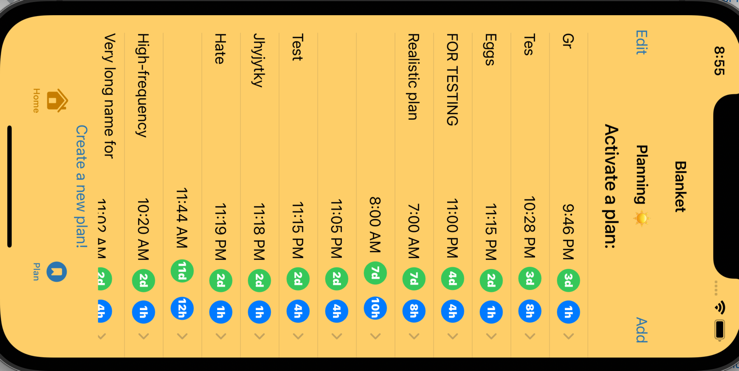 8:55
Blanket
Edit Planning Add
Activate a plan:
Gr 9:46 PM 3d 1h
Tes 10:28 PM 3d 8h
Eggs 11:15 PM 2d 1h
FOR TESTING 11:00 PM 4d 4h
Realistic plan 7:00 AM 7d 8h
8:00 AM 7d 10h
11:05 PM 2d 4h
Test 11:15 PM 2d 4h
Jhyjytky 11:18 PM 2d 1h
Hate 11:19 PM 2d 1h
11:44 AM 11d 12h
High-frequency 10:20 AM 2d 1h
Very long name for 11:02 AM 2d 4h
Create a new plan!
Home Plan